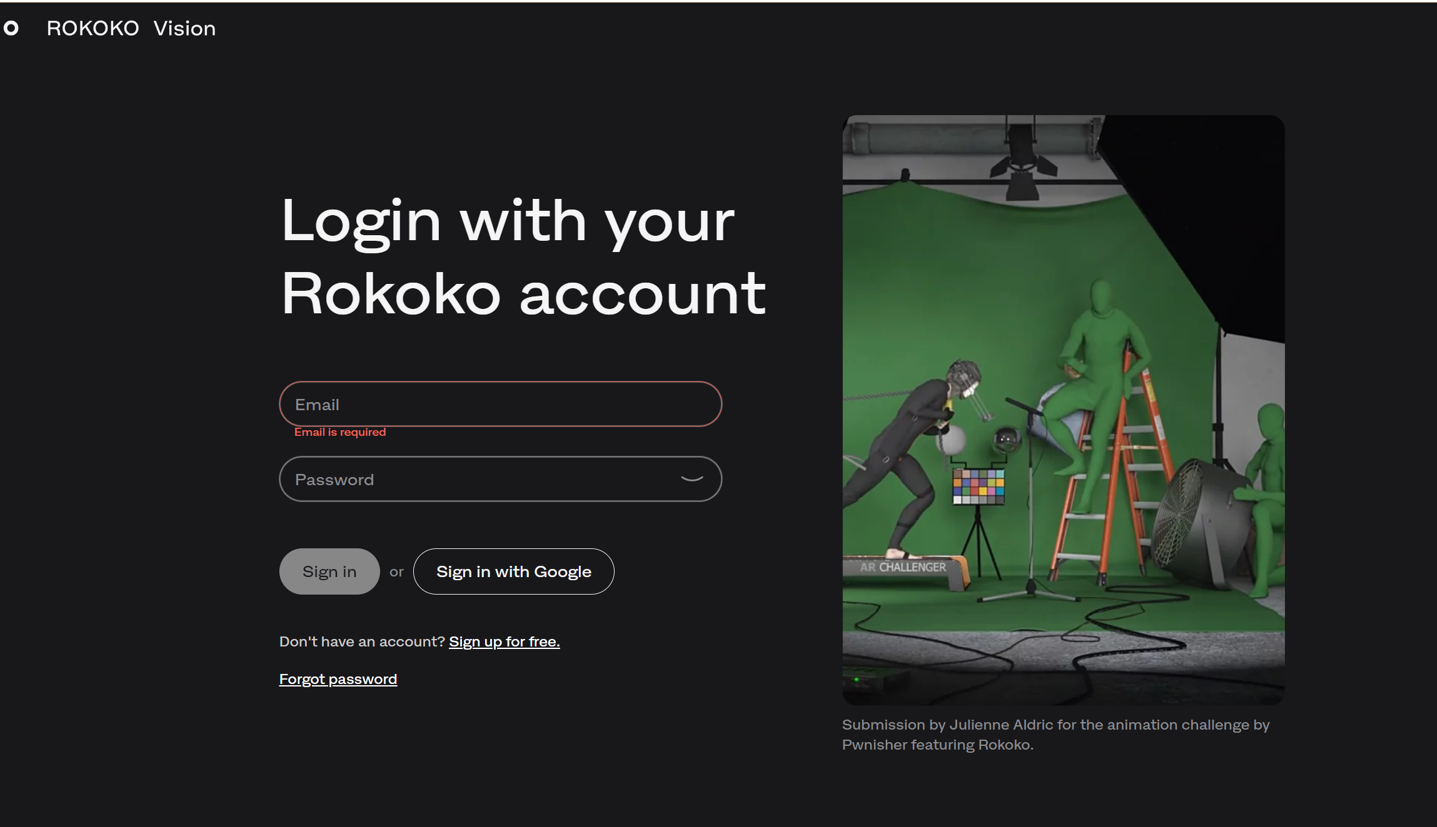 ROKOKO Vision
Login with your
Rokoko account
Email
Email is required
Password
Sign in or Sign in with Google
Don't have an account? Sign up for free.
Forgot password
AR CHALLENGER
Submission by Julienne Aldric for the animation challenge by
Pwnisher featuring Rokoko.